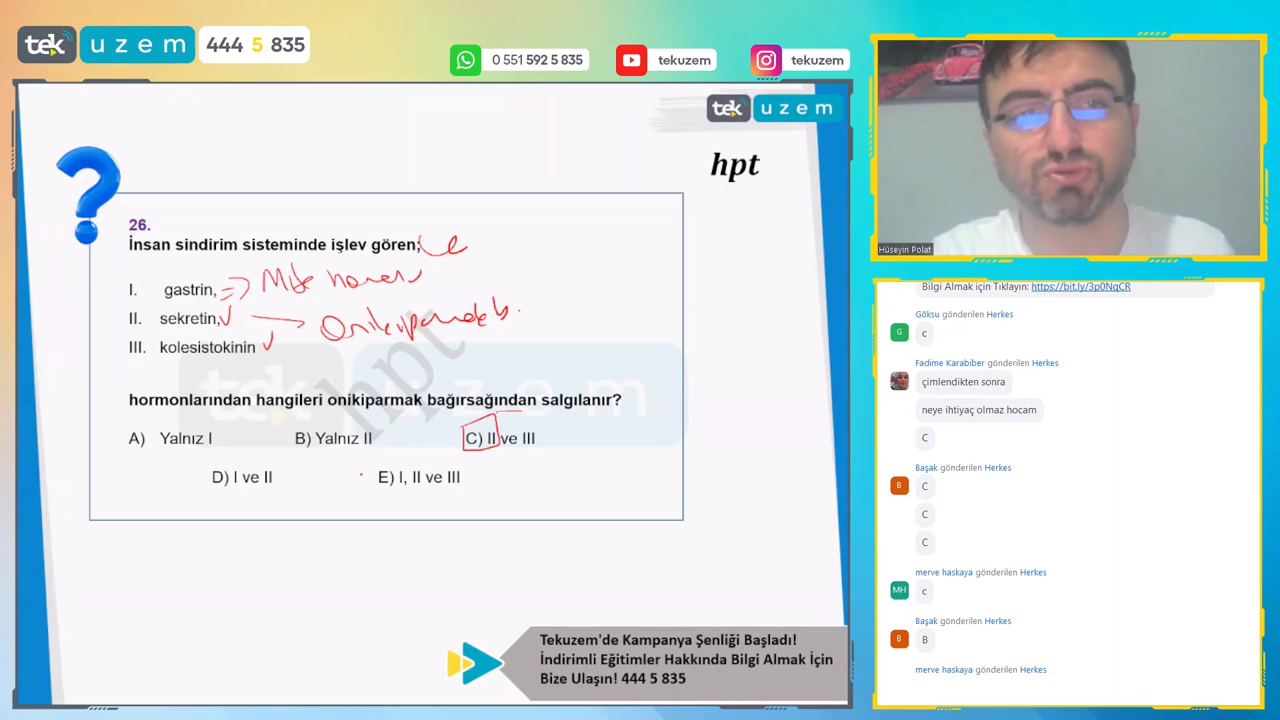 tek uzem 444 5 835
0 551 592 5 835
tekuzem
tekuzem
tek uzem
hpt
26.
İnsan sindirim sisteminde işlev gören;
I. gastrin,
II. sekretin,
III. kolesistokinin
hormonlarından hangileri onikiparmak bağırsağından salgılanır?
A) Yalnız I B) Yalnız II C) II ve III
D) I ve II E) I, II ve III
tek uzem
hpt
Tekuzem'de Kampanya Şenliği Başladı!
İndirimli Eğitimler Hakkında Bilgi Almak İçin
Bize Ulaşın! 444 5 835
Hüseyin Polat
Bilgi Almak için Tıklayın: https://bit.ly/3p0NqCR
Göksu gönderilen Herkes
G
c
Fadime Karabiber gönderilen Herkes
çimlendikten sonra
neye ihtiyaç olmaz hocam
C
Başak gönderilen Herkes
B
C
C
C
merve haskaya gönderilen Herkes
MH
c
Başak gönderilen Herkes
B
B
merve haskaya gönderilen Herkes